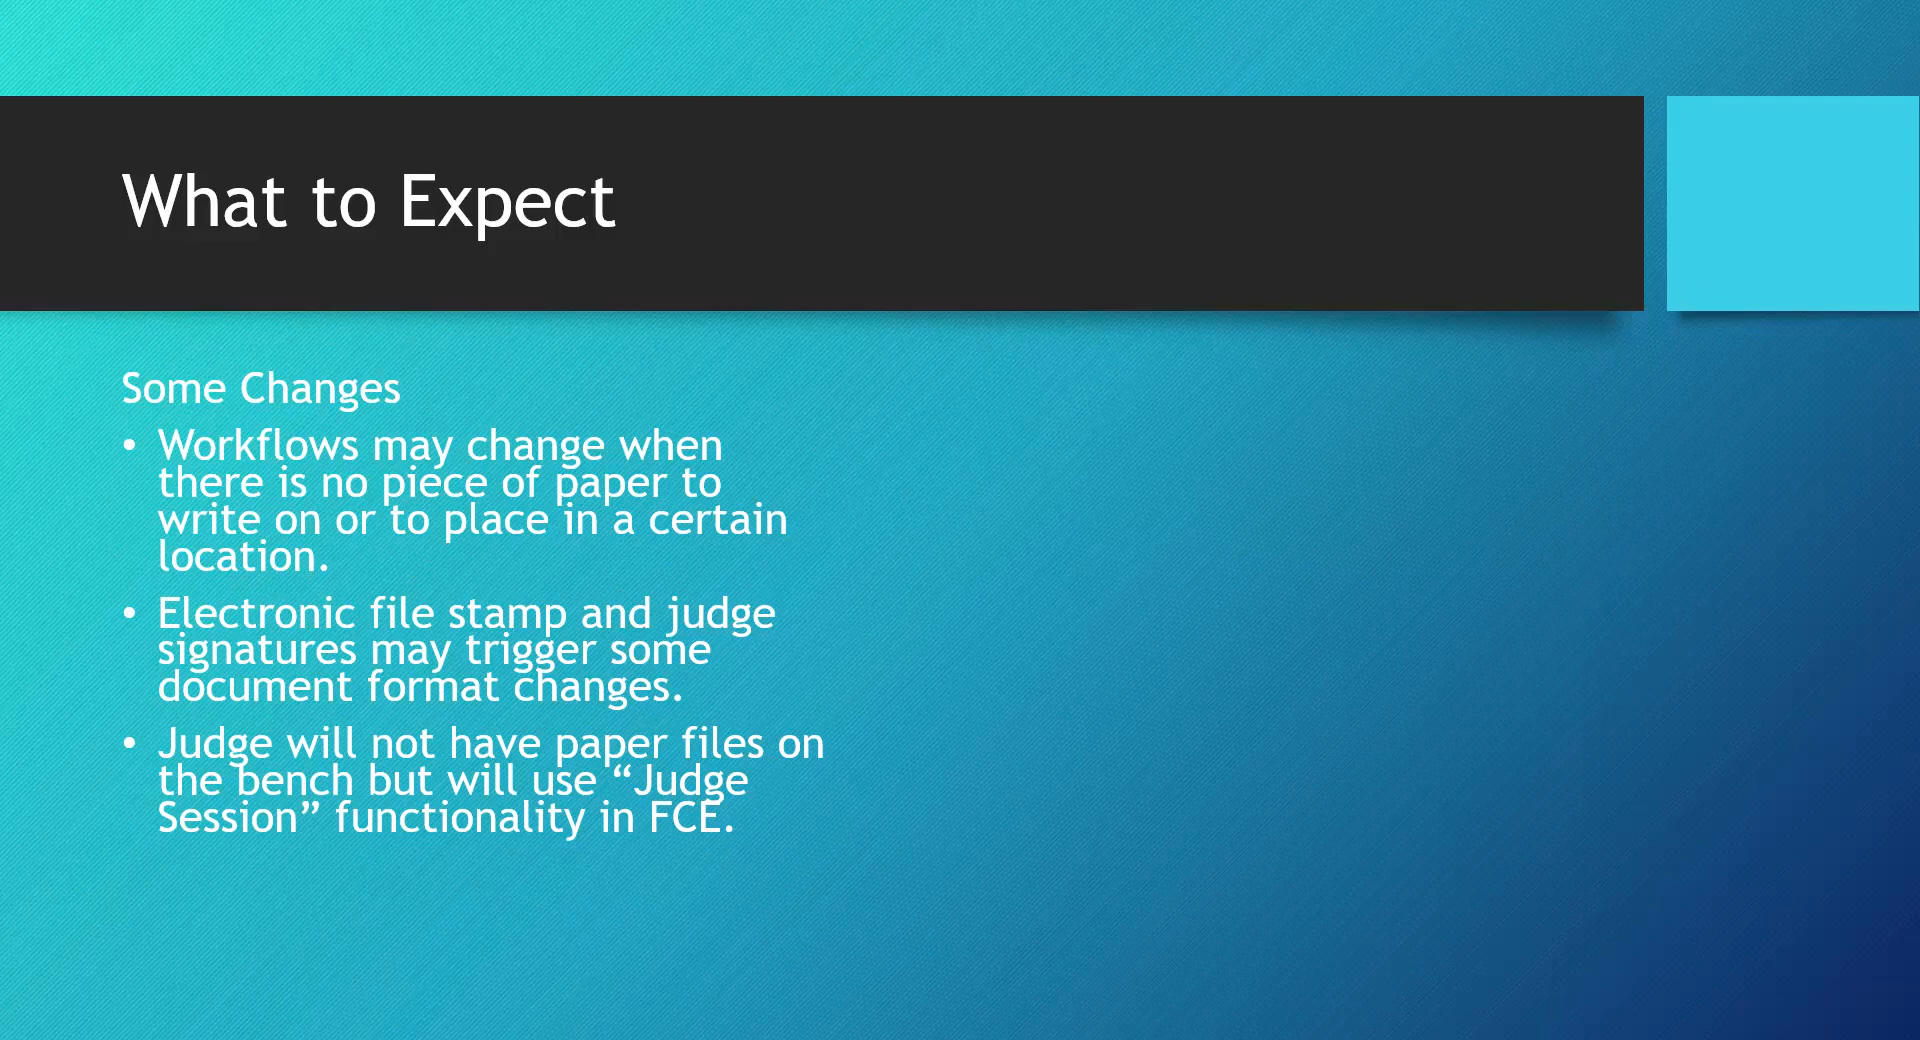 What to Expect
Some Changes
• Workflows may change when
there is no piece of paper to
write on or to place in a certain
location.
• Electronic file stamp and judge
signatures may trigger some
document format changes.
• Judge will not have paper files on
the bench but will use “Judge
Session” functionality in FCE.